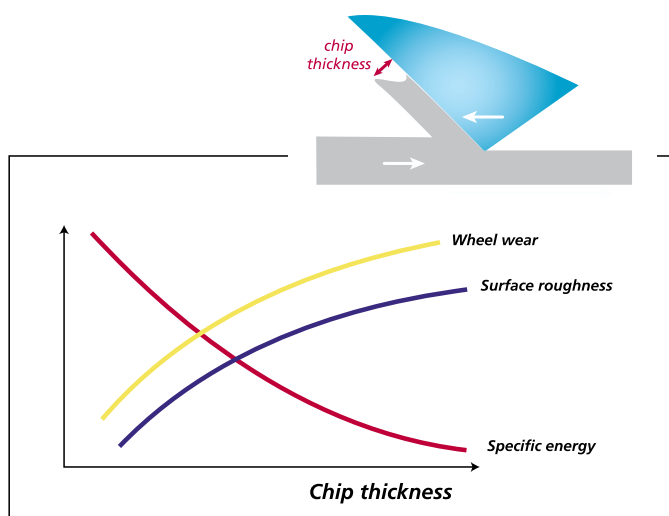 chip
thickness
Wheel wear
Surface roughness
Specific energy
Chip thickness